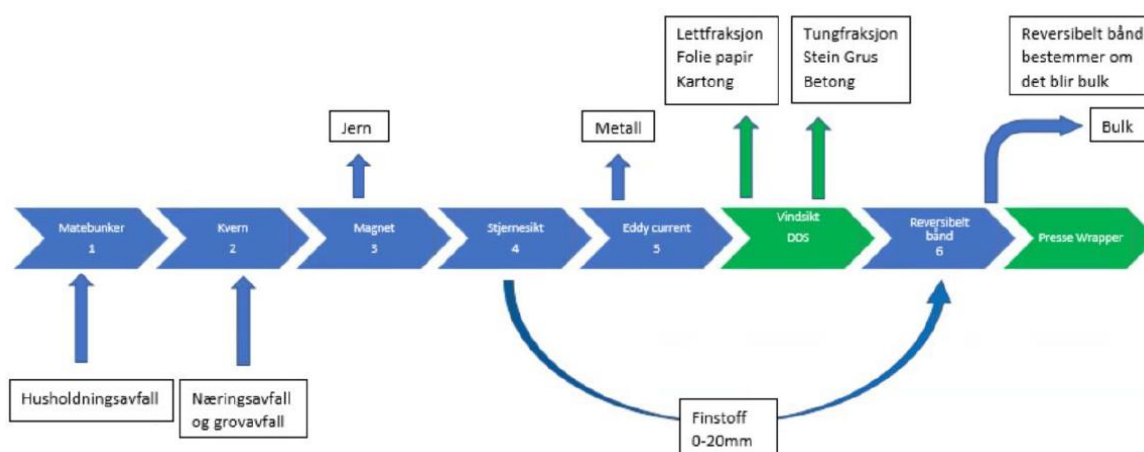 Lettfraksjon
Folie papir
Kartong
Tungfraksjon
Stein Grus
Betong
Reversibelt bånd
bestemmer om
det blir bulk
Jern
Metall
Bulk
Matebunker
1
Kvern
2
Magnet
3
Stjernesikt
4
Eddy current
5
Vindsikt
DDS
Reversibelt
bånd
6
Presse Wrapper
Husholdningsavfall
Næringsavfall
og grovavfall
Finstoff
0-20mm